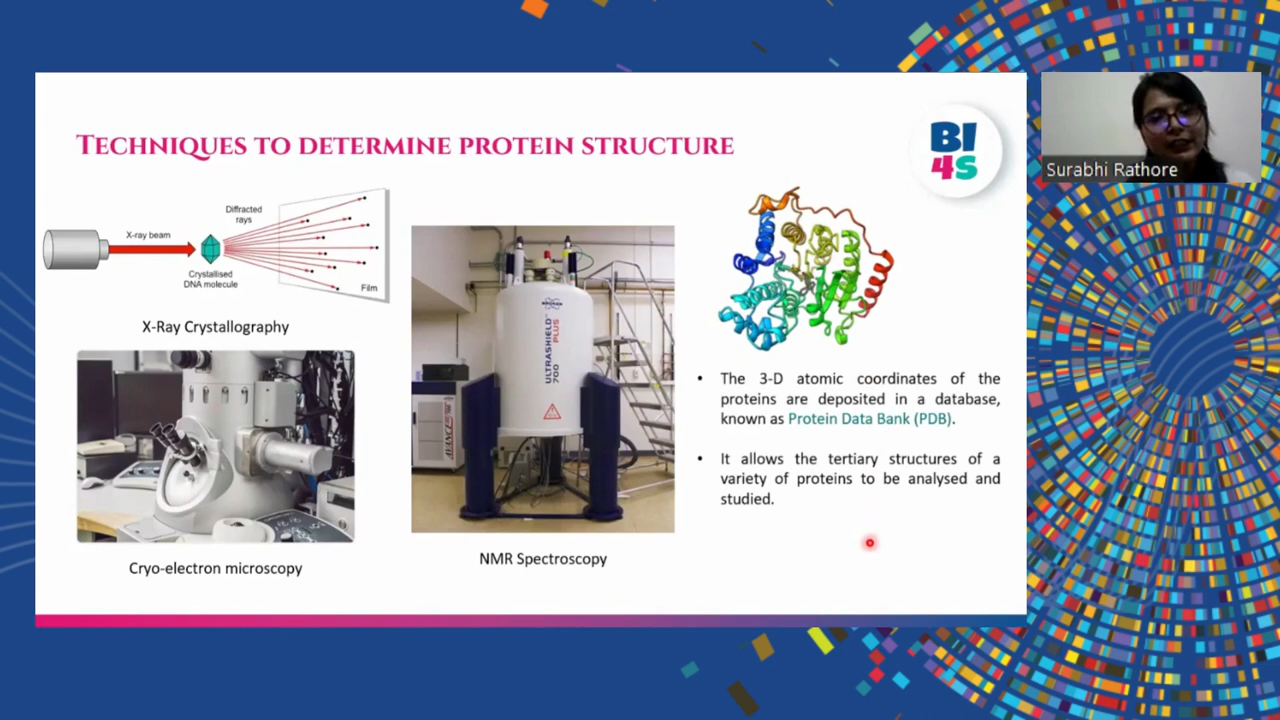 TECHNIQUES TO DETERMINE PROTEIN STRUCTURE
BI
4S
Surabhi Rathore
Diffracted
rays
X-ray beam
Crystallised
DNA molecule
Film
X-Ray Crystallography
Cryo-electron microscopy
BRUKER
ULTRASHIELD™
700 PLUS
NMR Spectroscopy
• The 3-D atomic coordinates of the
proteins are deposited in a database,
known as Protein Data Bank (PDB).
• It allows the tertiary structures of a
variety of proteins to be analysed and
studied.